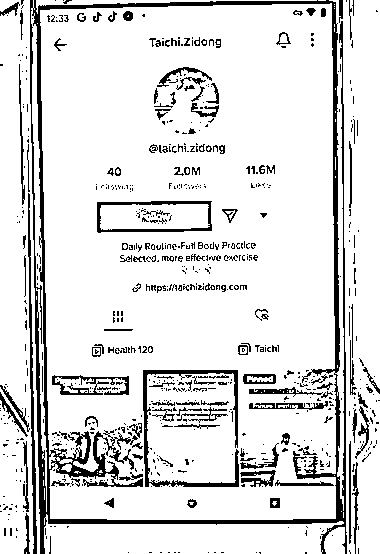 12:33
Taichi.Zidong
@taichi.zidong
40
2.0M
11.6M
Following
Followers
Likes
Daily Routine-Full Body Practice
Selected, more effective exercise
https://taichizidong.com
Health 120
Taichi
Pinned